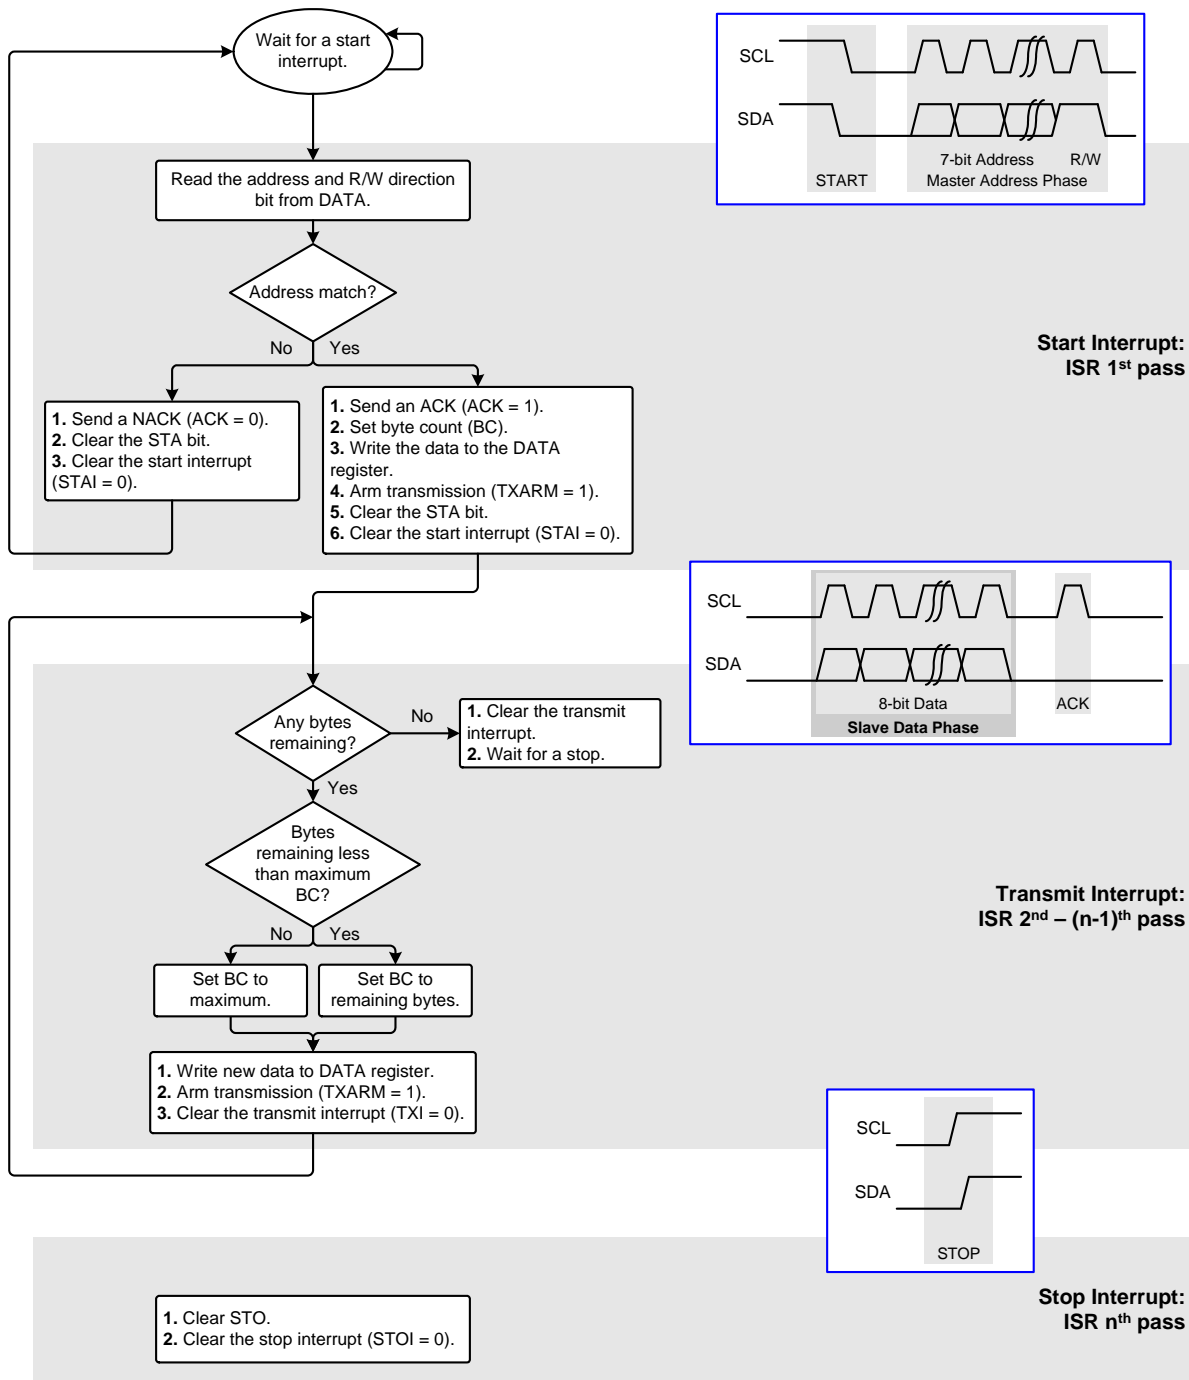 Wait for a start
interrupt.
SCL
SDA
7-bit Address
R/W
START
Master Address Phase
Read the address and R/W direction
bit from DATA.
Address match?
No
Yes
Start Interrupt:
ISR 1st pass
1. Send a NACK (ACK = 0).
2. Clear the STA bit.
3. Clear the start interrupt
(STAI = 0).
1. Send an ACK (ACK = 1).
2. Set byte count (BC).
3. Write the data to the DATA
register.
4. Arm transmission (TXARM = 1).
5. Clear the STA bit.
6. Clear the start interrupt (STAI = 0).
SCL
SDA
8-bit Data
ACK
Slave Data Phase
Any bytes
remaining?
No
1. Clear the transmit
interrupt.
2. Wait for a stop.
Yes
Bytes
remaining less
than maximum
BC?
No
Yes
Transmit Interrupt:
ISR 2nd – (n-1)th pass
Set BC to
maximum.
Set BC to
remaining bytes.
1. Write new data to DATA register.
2. Arm transmission (TXARM = 1).
3. Clear the transmit interrupt (TXI = 0).
SCL
SDA
STOP
Stop Interrupt:
ISR nth pass
1. Clear STO.
2. Clear the stop interrupt (STOI = 0).